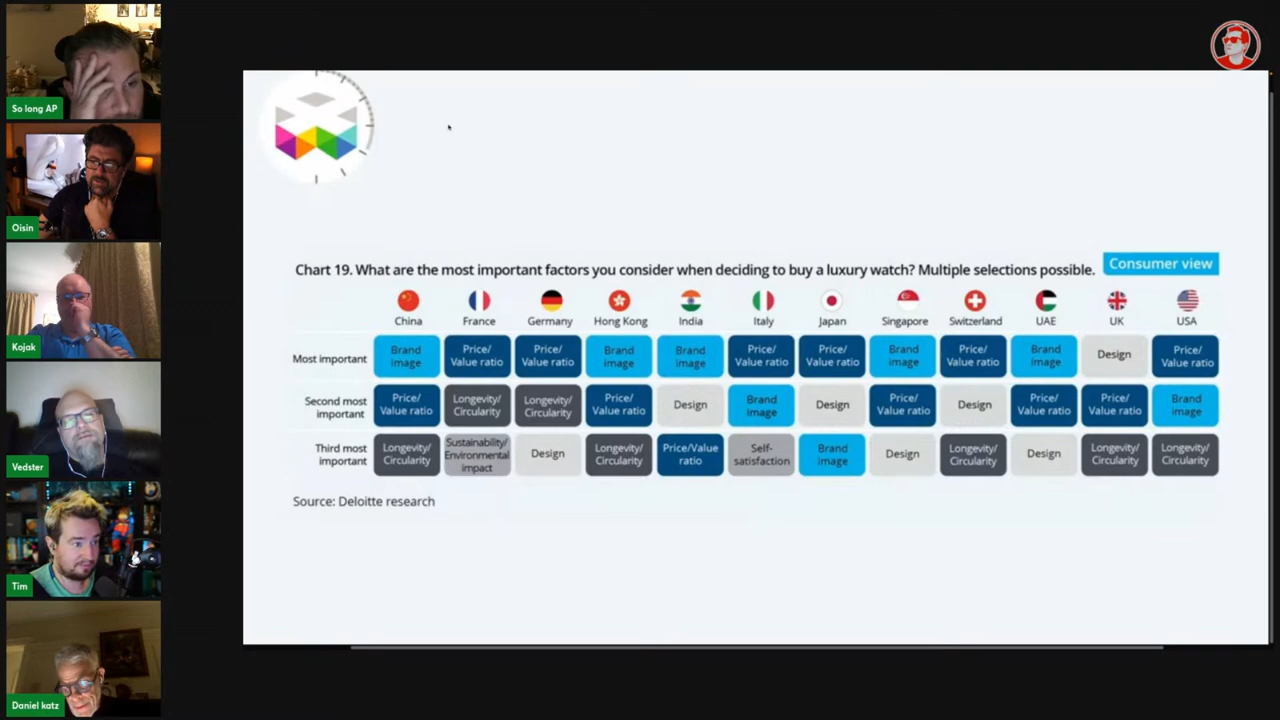 So long AP
Oisin
Kojak
Vedster
Tim
Daniel katz
Chart 19. What are the most important factors you consider when deciding to buy a luxury watch? Multiple selections possible.
Consumer view
China France Germany Hong Kong India Italy Japan Singapore Switzerland UAE UK USA
Most important
Brand image
Price/ Value ratio
Price/ Value ratio
Brand image
Brand image
Price/ Value ratio
Price/ Value ratio
Brand image
Price/ Value ratio
Brand image
Design
Price/ Value ratio
Second most important
Price/ Value ratio
Longevity/ Circularity
Longevity/ Circularity
Price/ Value ratio
Design
Brand image
Design
Price/ Value ratio
Design
Price/ Value ratio
Price/ Value ratio
Brand image
Third most important
Longevity/ Circularity
Sustainability/ Environmental impact
Design
Longevity/ Circularity
Price/Value ratio
Self- satisfaction
Brand image
Design
Longevity/ Circularity
Design
Longevity/ Circularity
Longevity/ Circularity
Source: Deloitte research